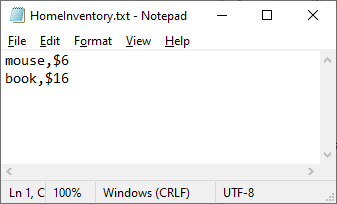 HomeInventory.txt - Notepad
File Edit Format View Help
mouse,$6
book,$16
Ln 1, C 100% Windows (CRLF) UTF-8